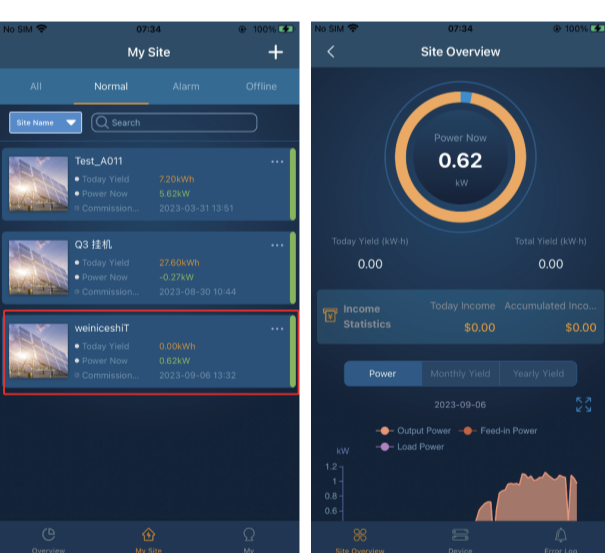 No SIM 07:34 100%
My Site +
All Normal Alarm Offline
Site Name Search
Test_A011 ...
Today Yield 7.20kWh
Power Now 5.62kW
Commission... 2023-03-31 13:51
Q3 挂机 ...
Today Yield 27.60kWh
Power Now -0.27kW
Commission... 2023-08-30 10:44
weiniceshiT ...
Today Yield 0.00kWh
Power Now 0.62kW
Commission... 2023-09-06 13:32
Overview My Site My
No SIM 07:34 100%
Site Overview
Power Now
0.62
kW
Today Yield (kW·h) Total Yield (kW·h)
0.00 0.00
Income Statistics Today Income Accumulated Inco...
$0.00 $0.00
Power Monthly Yield Yearly Yield
2023-09-06
Output Power Feed-in Power
Load Power
kW
1.2
1
0.8
0.6
Site Overview Device Error Log